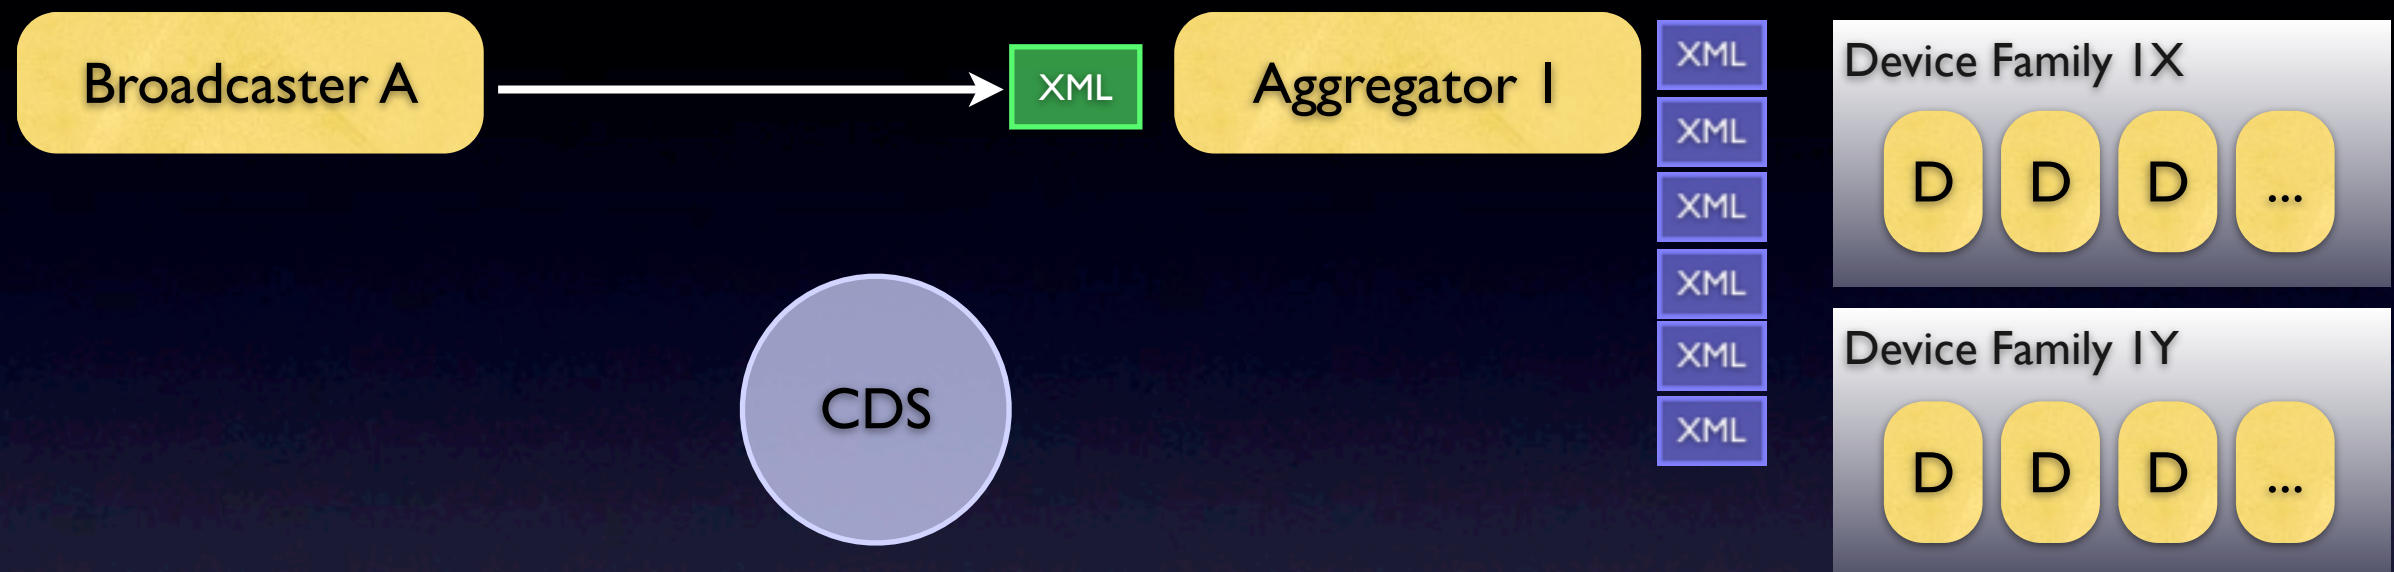 Broadcaster A
XML
Aggregator 1
XML
XML
XML
XML
XML
XML
Device Family 1X
D
D
D
...
Device Family 1Y
D
D
D
...
CDS